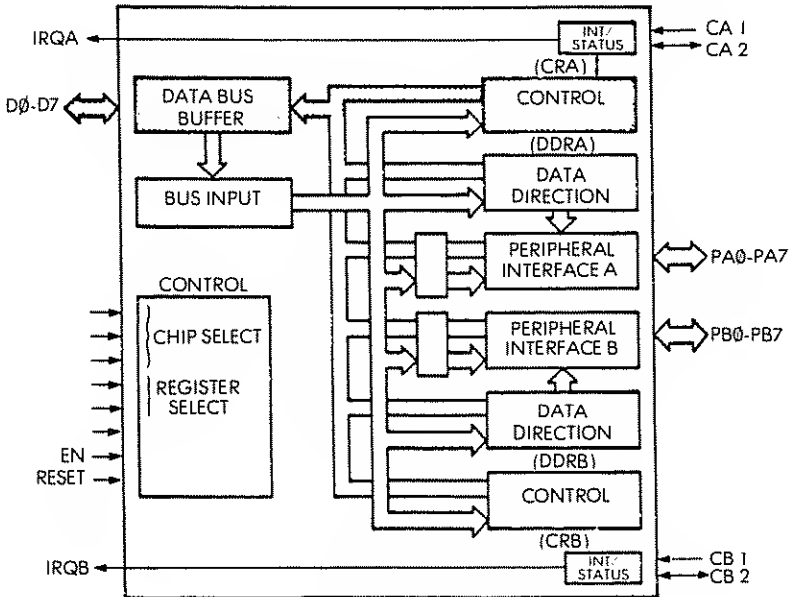 IRQA
INT/
STATUS
CA 1
CA 2
(CRA)
DØ-D7
DATA BUS
BUFFER
CONTROL
(DDRA)
BUS INPUT
DATA
DIRECTION
PERIPHERAL
INTERFACE A
PAØ-PA7
CONTROL
CHIP SELECT
PERIPHERAL
INTERFACE B
PBØ-PB7
REGISTER
SELECT
DATA
DIRECTION
EN
(DDRB)
RESET
CONTROL
(CRB)
IRQB
INT/
STATUS
CB 1
CB 2